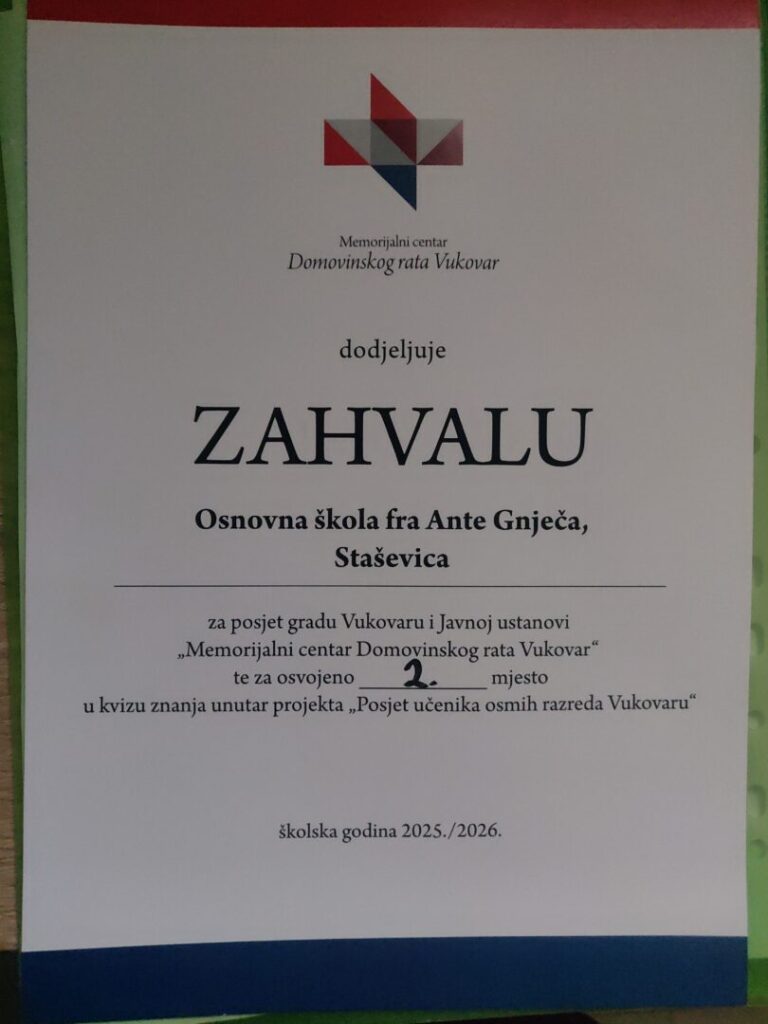 Memorijalni centar
Domovinskog rata Vukovar
dodjeljuje
ZAHVALU
Osnovna škola fra Ante Gnječa,
Staševica
za posjet gradu Vukovaru i Javnoj ustanovi
„Memorijalni centar Domovinskog rata Vukovar“
te za osvojeno 2. mjesto
u kvizu znanja unutar projekta „Posjet učenika osmih razreda Vukovaru“
školska godina 2025./2026.